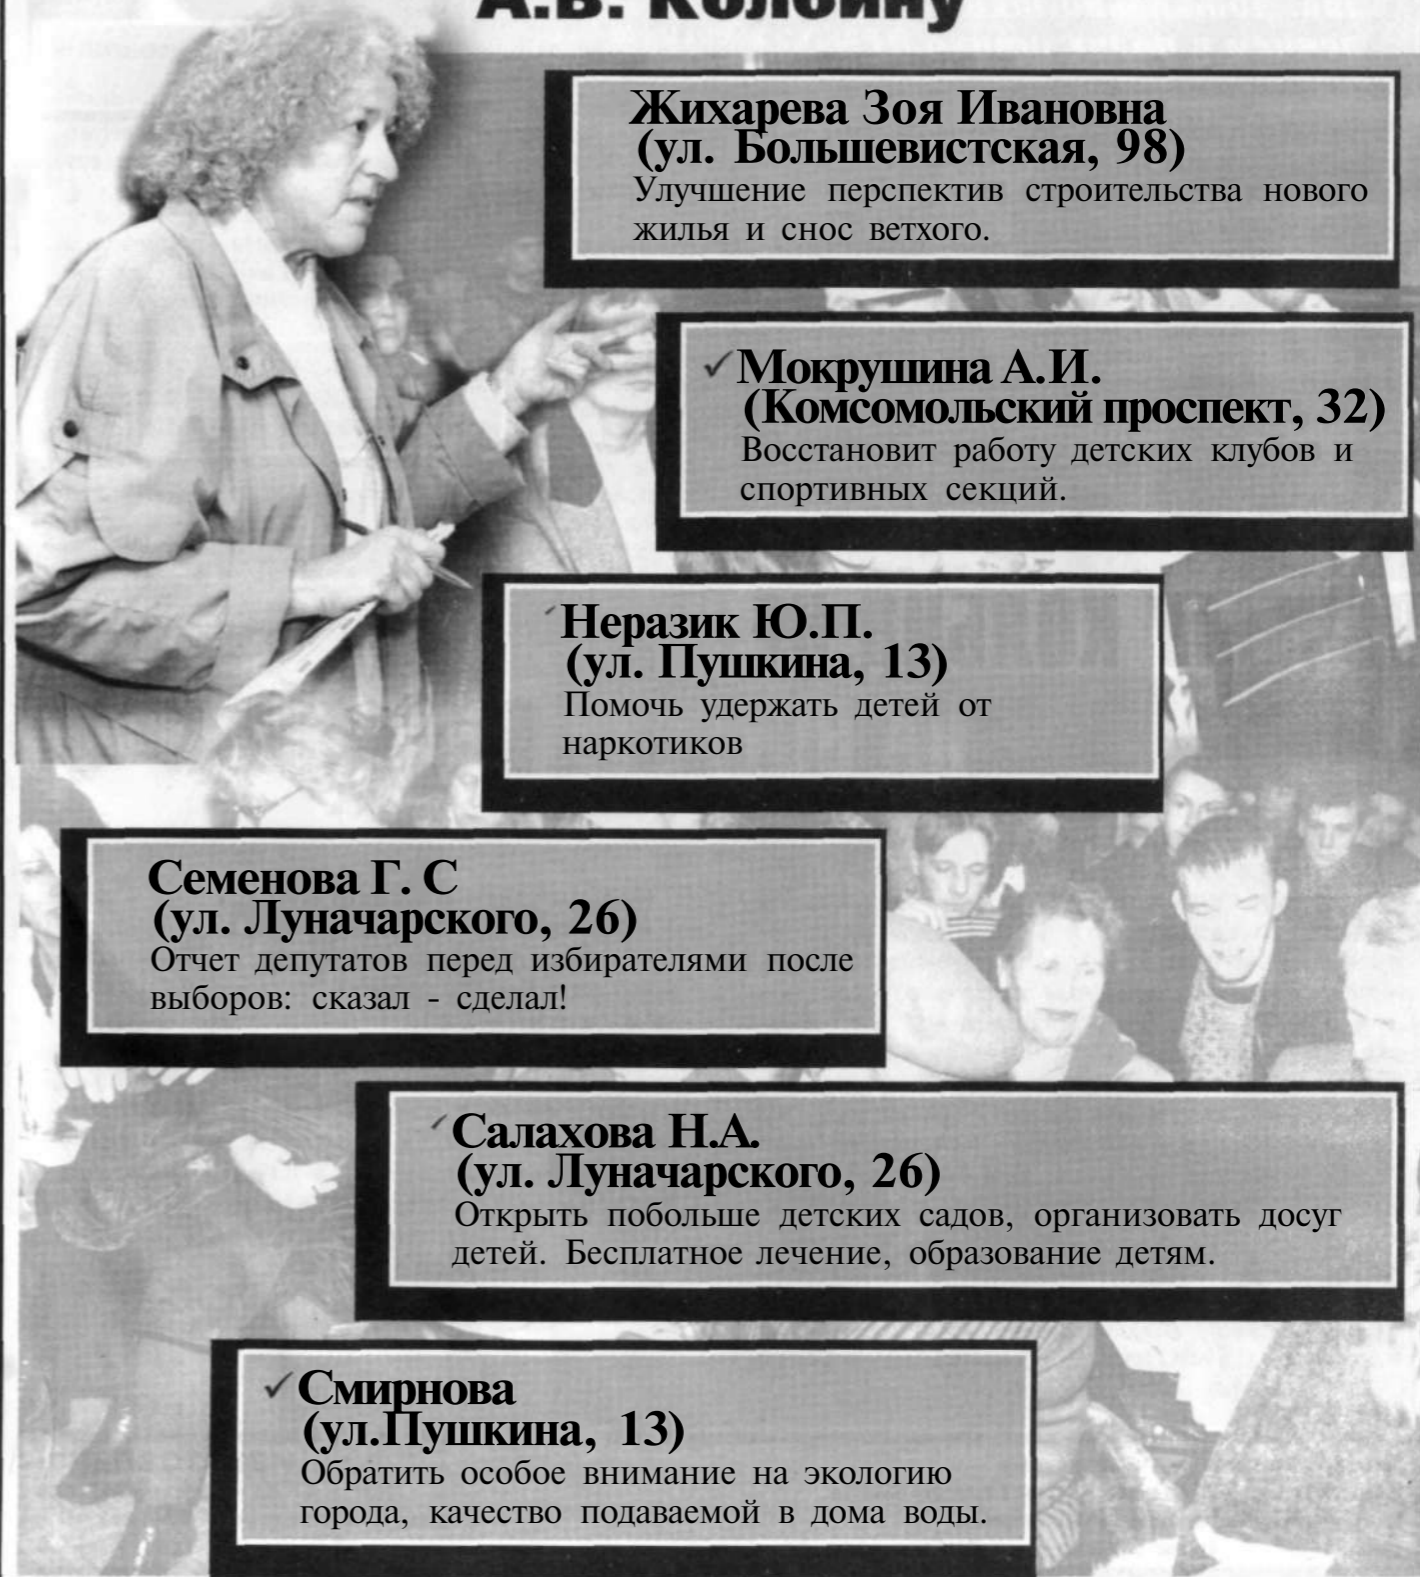 А.В. Колбину
Жихарева Зоя Ивановна
(ул. Большевистская, 98)
Улучшение перспектив строительства нового
жилья и снос ветхого.
✓Мокрушина А.И.
(Комсомольский проспект, 32)
Восстановит работу детских клубов и
спортивных секций.
Неразик Ю.П.
(ул. Пушкина, 13)
Помочь удержать детей от
наркотиков
Семенова Г. С
(ул. Луначарского, 26)
Отчет депутатов перед избирателями после
выборов: сказал - сделал!
Салахова Н.А.
(ул. Луначарского, 26)
Открыть побольше детских садов, организовать досуг
детей. Бесплатное лечение, образование детям.
✓Смирнова
(ул.Пушкина, 13)
Обратить особое внимание на экологию
города, качество подаваемой в дома воды.